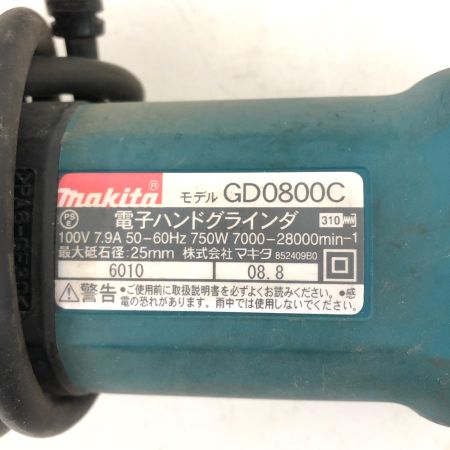 makita® モデル GD0800C
PS E 電子ハンドグラインダ 310
100V 7.9A 50-60Hz 750W 7000-28000min-1
最大砥石径:25mm 株式会社マキタ 852409B0
6010 08.8
警告 ●ご使用前に取扱説明書を必ずよくお読みください。●感
電の恐れがあります。雨中では使用しないでください。